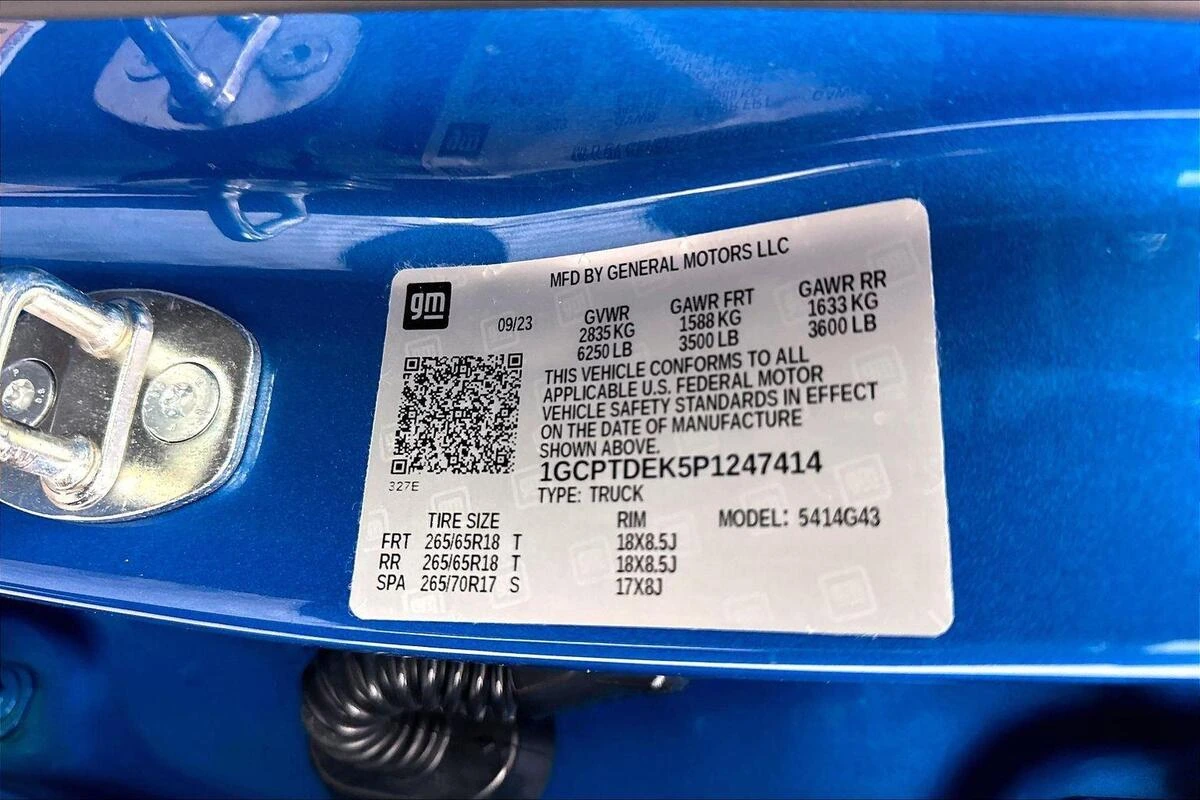 MFD BY GENERAL MOTORS LLC
gm
09/23
GVWR GAWR FRT GAWR RR
2835 KG 1588 KG 1633 KG
6250 LB 3500 LB 3600 LB
THIS VEHICLE CONFORMS TO ALL
APPLICABLE U.S. FEDERAL MOTOR
VEHICLE SAFETY STANDARDS IN EFFECT
ON THE DATE OF MANUFACTURE
SHOWN ABOVE.
1GCPTDEK5P1247414
327E
TYPE: TRUCK
TIRE SIZE RIM MODEL: 5414G43
FRT 265/65R18 T 18X8.5J
RR 265/65R18 T 18X8.5J
SPA 265/70R17 S 17X8J